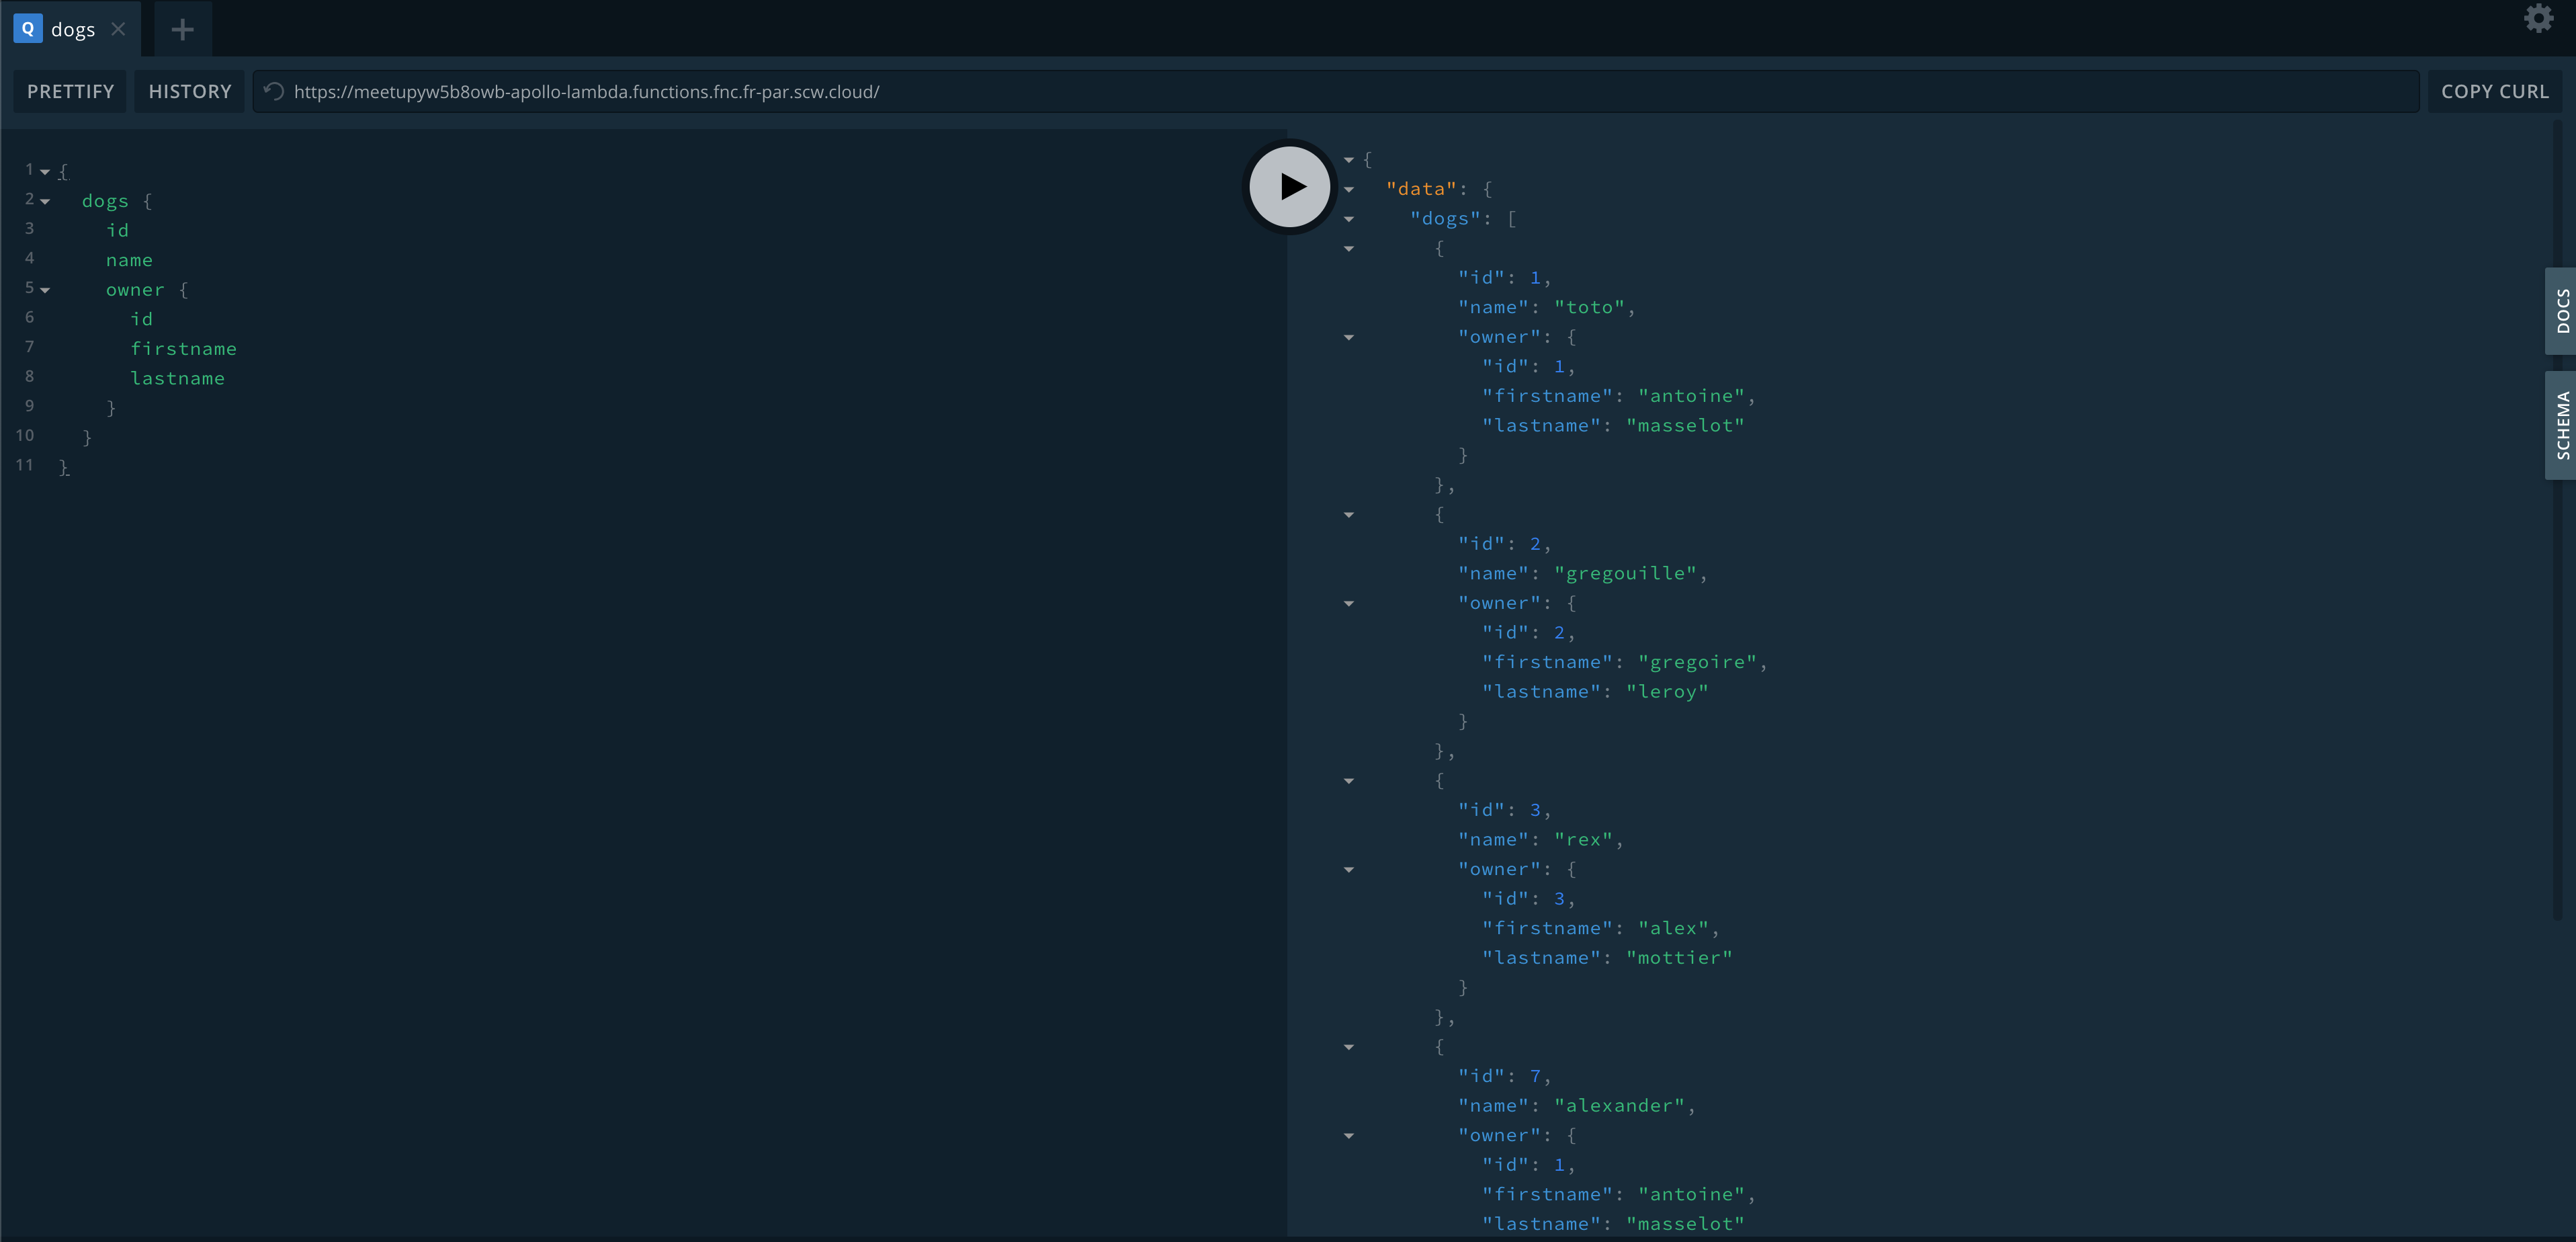 Q dogs
PRETTIFY HISTORY https://meetupyw5b8owb-apollo-lambda.functions.fnc.fr-par.scw.cloud/ COPY CURL
1 {
2 dogs {
3 id
4 name
5 owner {
6 id
7 firstname
8 lastname
9 }
10 }
11 }
{
"data": {
"dogs": [
{
"id": 1,
"name": "toto",
"owner": {
"id": 1,
"firstname": "antoine",
"lastname": "masselot"
}
},
{
"id": 2,
"name": "gregouille",
"owner": {
"id": 2,
"firstname": "gregoire",
"lastname": "leroy"
}
},
{
"id": 3,
"name": "rex",
"owner": {
"id": 3,
"firstname": "alex",
"lastname": "mottier"
}
},
{
"id": 7,
"name": "alexander",
"owner": {
"id": 1,
"firstname": "antoine",
"lastname": "masselot"
DOCS
SCHEMA